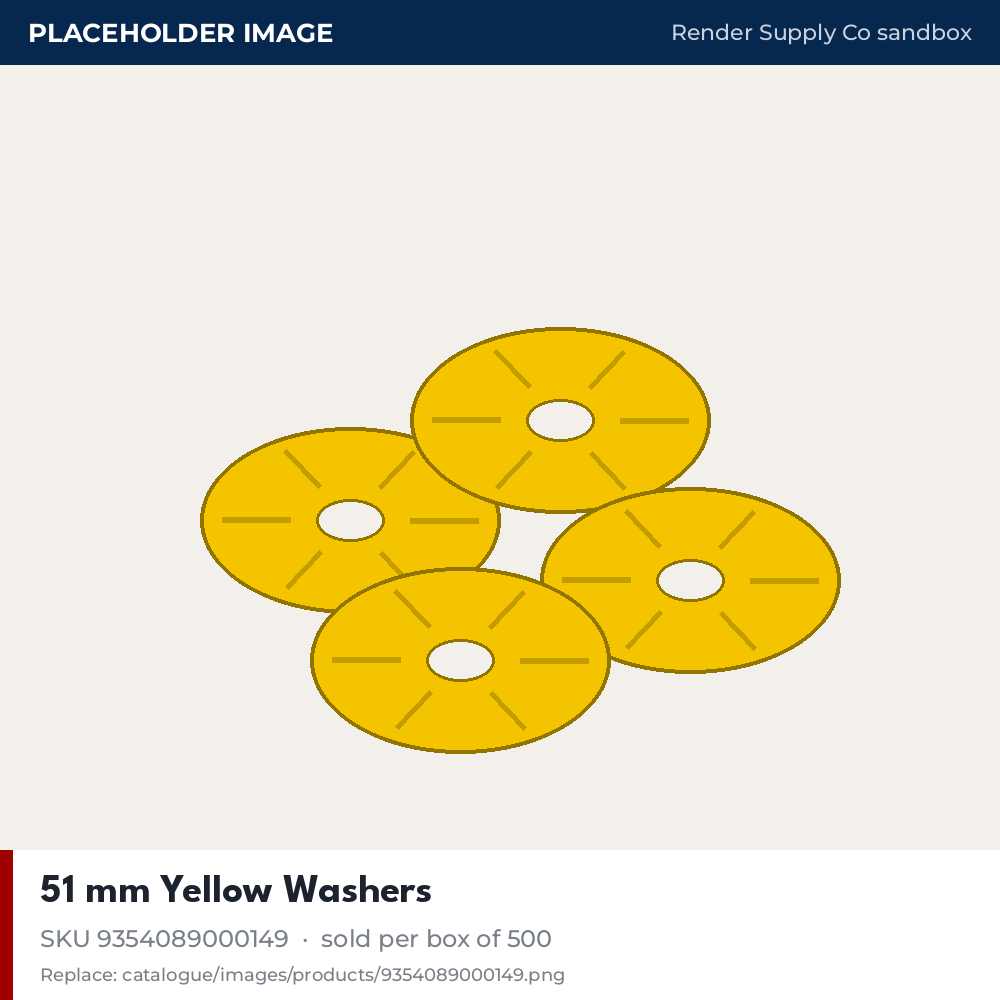 PLACEHOLDER IMAGE
Render Supply Co sandbox
51 mm Yellow Washers
SKU 9354089000149 · sold per box of 500
Replace: catalogue/images/products/9354089000149.png